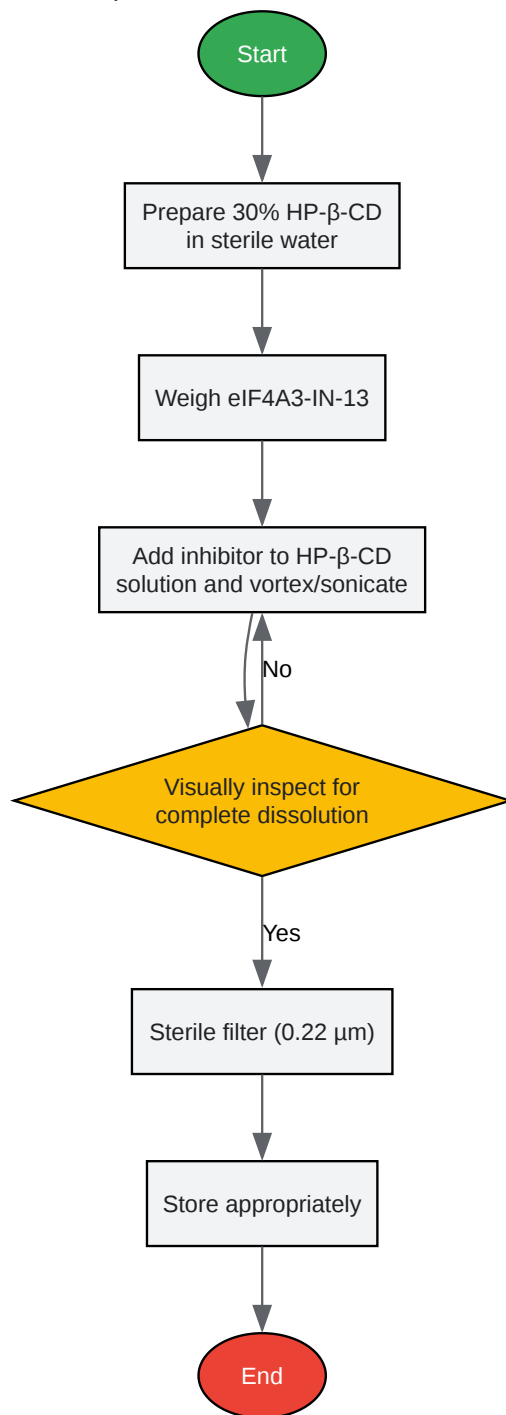 Start
Prepare 30% HP-β-CD
in sterile water
Weigh eIF4A3-IN-13
Add inhibitor to HP-β-CD
solution and vortex/sonicate
No
Visually inspect for
complete dissolution
Yes
Sterile filter (0.22 µm)
Store appropriately
End